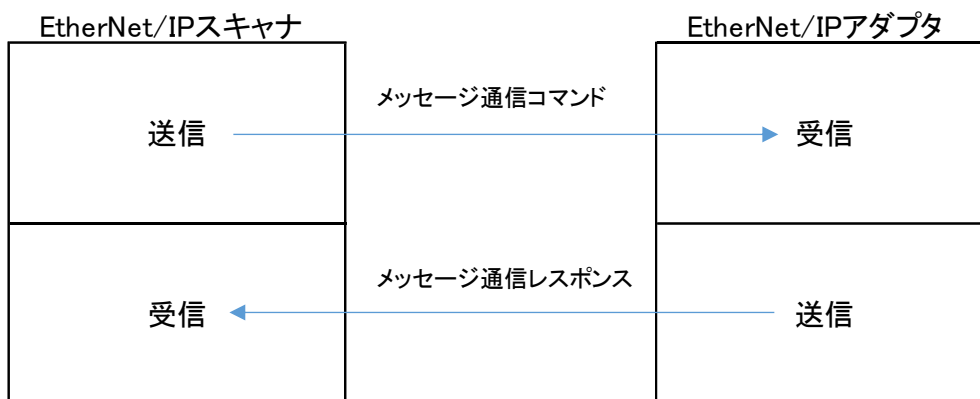 EtherNet/IPスキャナ
EtherNet/IPアダプタ
メッセージ通信コマンド
送信
受信
メッセージ通信レスポンス
受信
送信